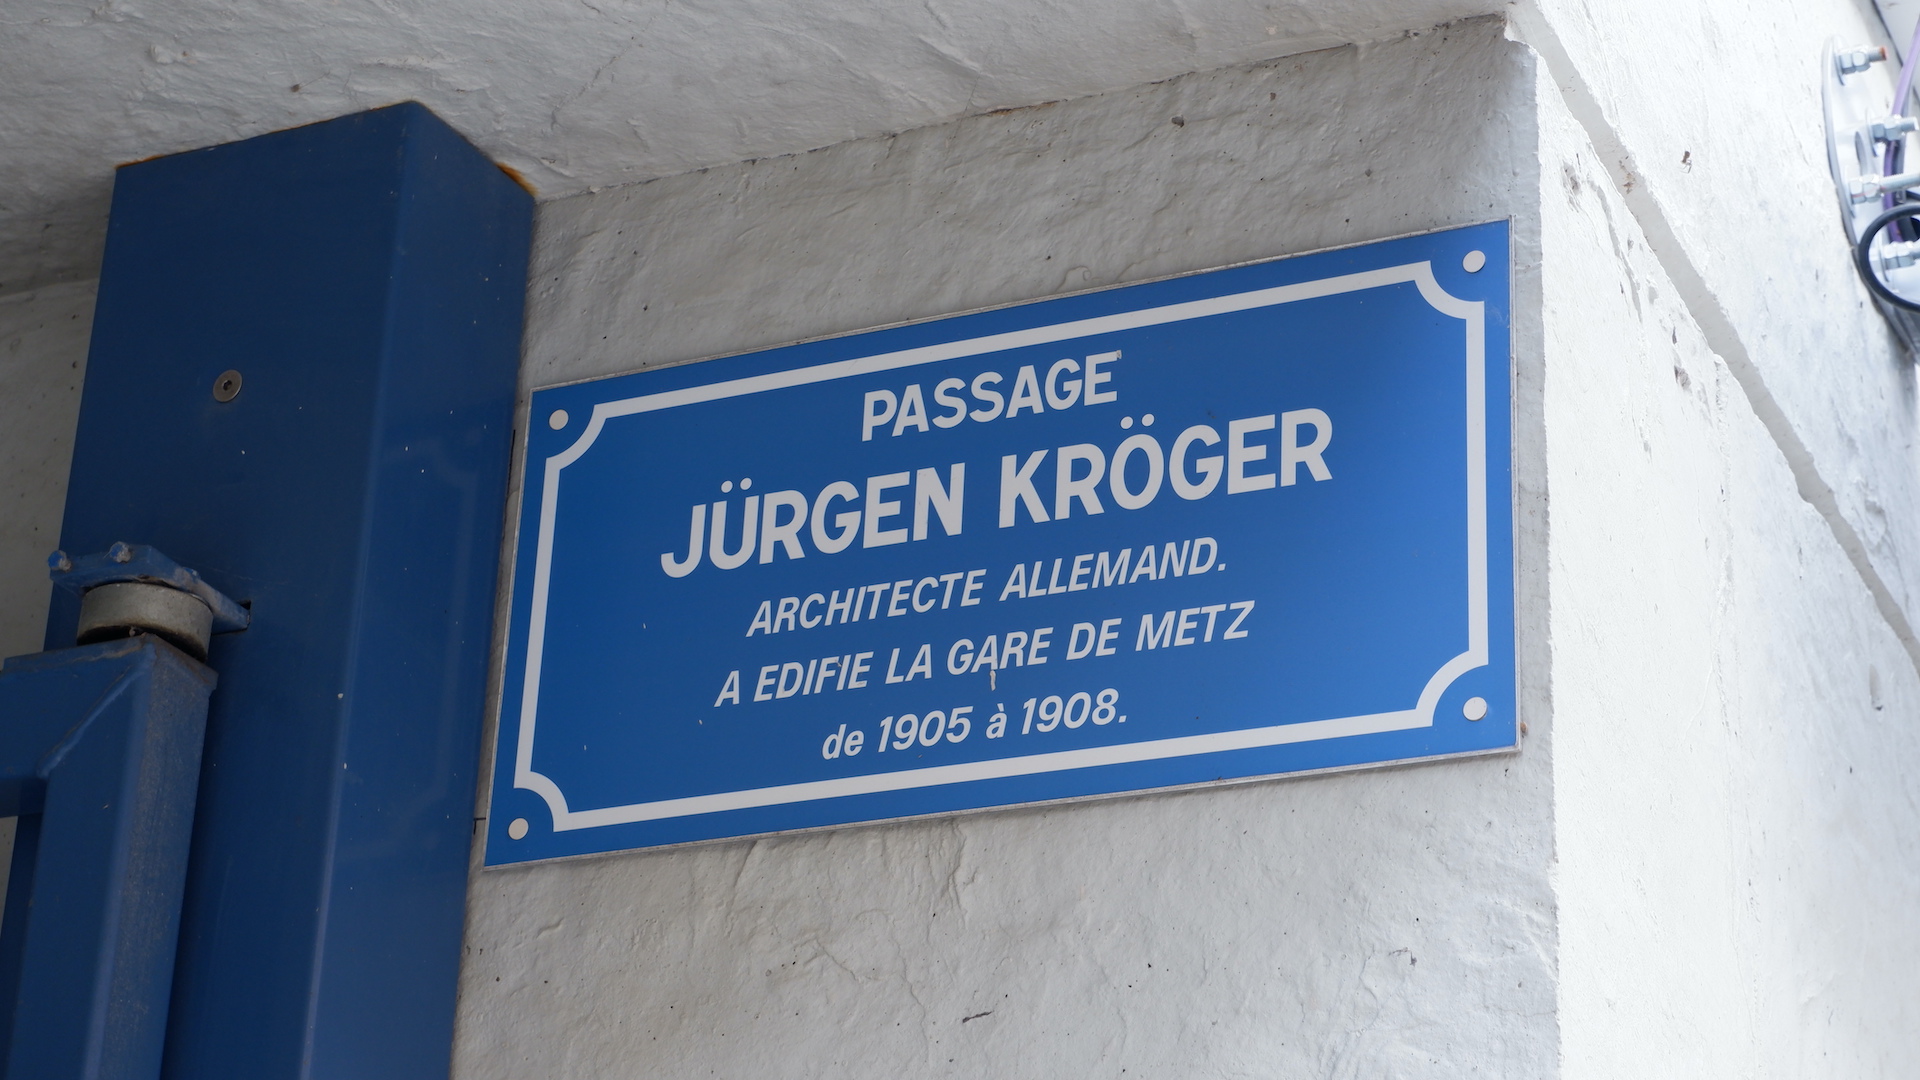 PASSAGE
JÜRGEN KRÖGER
ARCHITECTE ALLEMAND.
A EDIFIE LA GARE DE METZ
de 1905 à 1908.